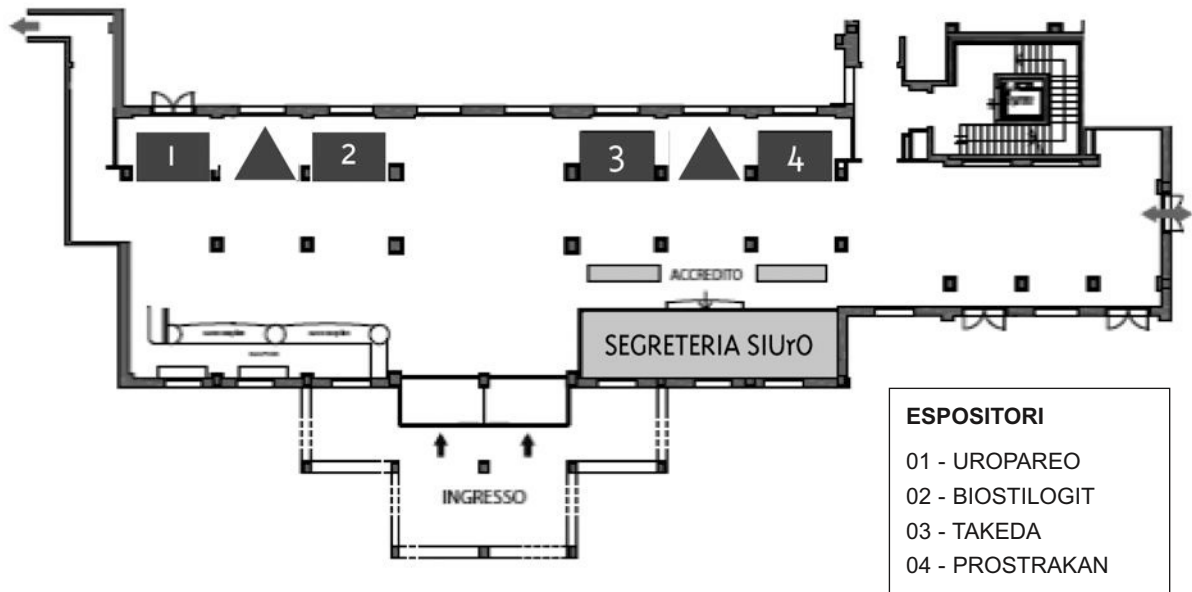 1
2
3
4
ACCREDITO
SEGRETERIA SIUrO
INGRESSO
ESPOSITORI
01 - UROPAREO
02 - BIOSTILOGIT
03 - TAKEDA
04 - PROSTRAKAN